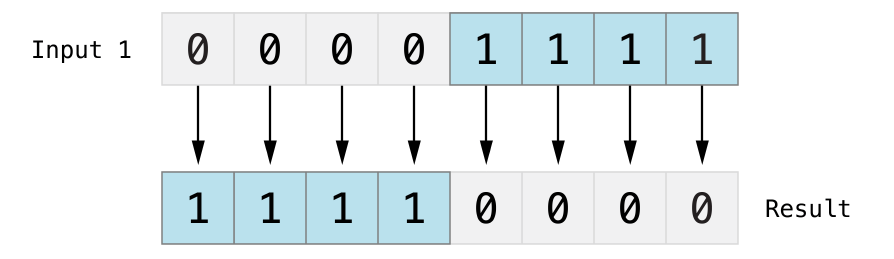 Input 1 0 0 0 0 1 1 1 1
1 1 1 1 0 0 0 0 Result